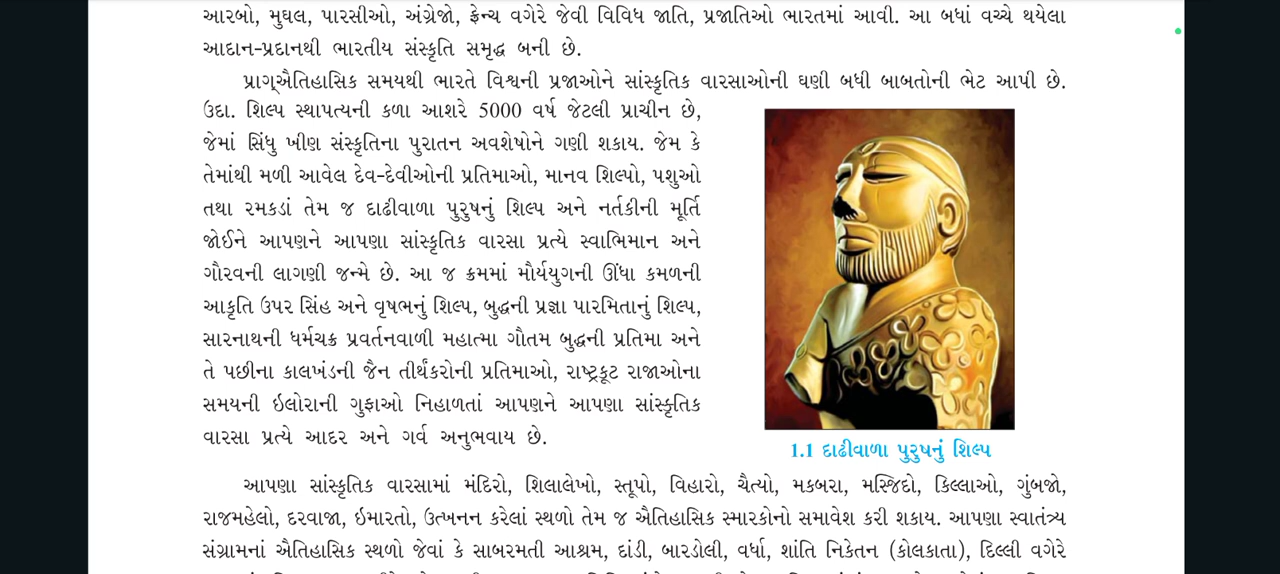 આરબો, મુઘલ, પારસીઓ, અંગ્રેજો, ફ્રેન્ચ વગેરે જેવી વિવિધ જાતિ, પ્રજાતિઓ ભારતમાં આવી. આ બધાં વચ્ચે થયેલા
આદાન-પ્રદાનથી ભારતીય સંસ્કૃતિ સમૃદ્ધ બની છે.
પ્રાગ્ઐતિહાસિક સમયથી ભારતે વિશ્વની પ્રજાઓને સાંસ્કૃતિક વારસાઓની ઘણી બધી બાબતોની ભેટ આપી છે.
ઉદા. શિલ્પ સ્થાપત્યની કળા આશરે 5000 વર્ષ જેટલી પ્રાચીન છે,
જેમાં સિંધુ ખીણ સંસ્કૃતિના પુરાતન અવશેષોને ગણી શકાય. જેમ કે
તેમાંથી મળી આવેલ દેવ-દેવીઓની પ્રતિમાઓ, માનવ શિલ્પો, પશુઓ
તથા રમકડાં તેમ જ દાઢીવાળા પુરુષનું શિલ્પ અને નર્તકીની મૂર્તિ
જોઈને આપણને આપણા સાંસ્કૃતિક વારસા પ્રત્યે સ્વાભિમાન અને
ગૌરવની લાગણી જન્મે છે. આ જ ક્રમમાં મૌર્યયુગની ઊંધા કમળની
આકૃતિ ઉપર સિંહ અને વૃષભનું શિલ્પ, બુદ્ધની પ્રજ્ઞા પારમિતાનું શિલ્પ,
સારનાથની ધર્મચક્ર પ્રવર્તનવાળી મહાત્મા ગૌતમ બુદ્ધની પ્રતિમા અને
તે પછીના કાલખંડની જૈન તીર્થંકરોની પ્રતિમાઓ, રાષ્ટ્રકૂટ રાજાઓના
સમયની ઇલોરાની ગુફાઓ નિહાળતાં આપણને આપણા સાંસ્કૃતિક
વારસા પ્રત્યે આદર અને ગર્વ અનુભવાય છે.
1.1 દાઢીવાળા પુરુષનું શિલ્પ
આપણા સાંસ્કૃતિક વારસામાં મંદિરો, શિલાલેખો, સ્તૂપો, વિહારો, ચૈત્યો, મકબરા, મસ્જિદો, કિલ્લાઓ, ગુંબજો,
રાજમહેલો, દરવાજા, ઇમારતો, ઉત્ખનન કરેલાં સ્થળો તેમ જ ઐતિહાસિક સ્મારકોનો સમાવેશ કરી શકાય. આપણા સ્વાતંત્ર્ય
સંગ્રામનાં ઐતિહાસિક સ્થળો જેવાં કે સાબરમતી આશ્રમ, દાંડી, બારડોલી, વર્ધા, શાંતિ નિકેતન (કોલકાતા), દિલ્લી વગેરે